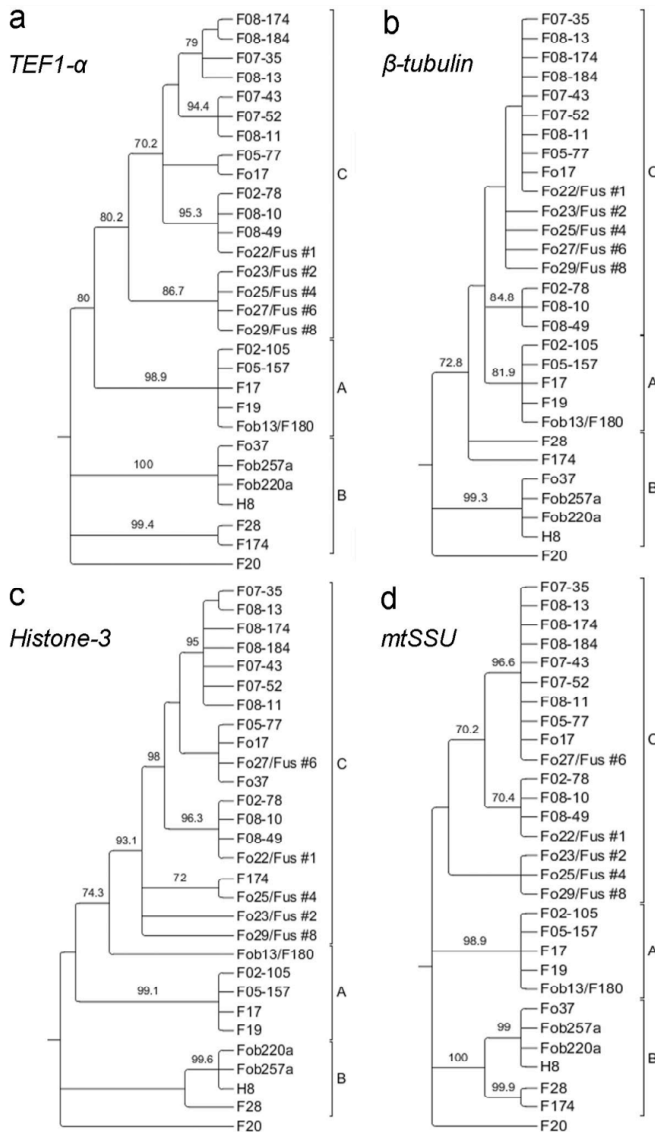 a
TEF1-α
F08-174
F08-184
79
F07-35
F08-13
F07-43
94.4
F07-52
F08-11
70.2
F05-77
Fo17
C
F02-78
95.3
F08-10
F08-49
80.2
Fo22/Fus #1
Fo23/Fus #2
86.7
Fo25/Fus #4
Fo27/Fus #6
80
Fo29/Fus #8
F02-105
F05-157
98.9
F17
A
F19
Fob13/F180
Fo37
100
Fob257a
Fob220a
H8
B
99.4
F28
F174
F20
b
β-tubulin
F07-35
F08-13
F08-174
F08-184
F07-43
F07-52
F08-11
F05-77
C
Fo17
Fo22/Fus #1
Fo23/Fus #2
Fo25/Fus #4
Fo27/Fus #6
Fo29/Fus #8
F02-78
84.8
F08-10
F08-49
F02-105
72.8
F05-157
81.9
F17
A
F19
Fob13/F180
F28
F174
B
Fo37
99.3
Fob257a
Fob220a
H8
F20
c
Histone-3
F07-35
F08-13
F08-174
95
F08-184
F07-43
F07-52
F08-11
F05-77
Fo17
98
Fo27/Fus #6
C
Fo37
F02-78
96.3
F08-10
F08-49
93.1
Fo22/Fus #1
72
F174
Fo25/Fus #4
74.3
Fo23/Fus #2
Fo29/Fus #8
Fob13/F180
F02-105
99.1
F05-157
A
F17
F19
Fob220a
99.6
Fob257a
H8
B
F28
F20
d
mtSSU
F07-35
F08-13
F08-174
F08-184
96.6
F07-43
F07-52
F08-11
F05-77
70.2
Fo17
C
Fo27/Fus #6
F02-78
70.4
F08-10
F08-49
Fo22/Fus #1
Fo23/Fus #2
Fo25/Fus #4
Fo29/Fus #8
F02-105
F05-157
98.9
F17
A
F19
Fob13/F180
Fo37
99
Fob257a
Fob220a
100
H8
B
99.9
F28
F174
F20